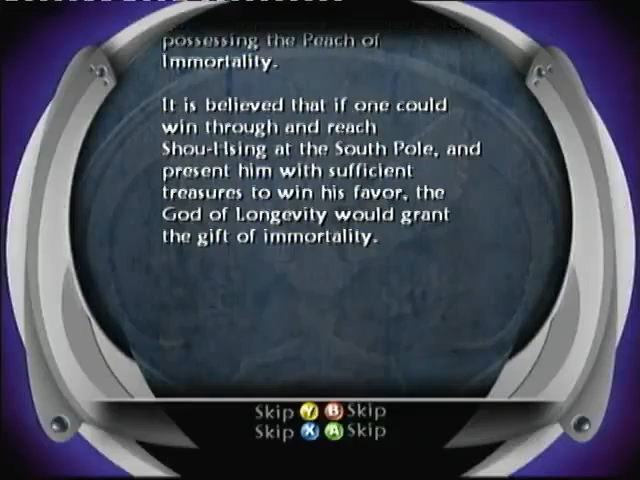 possessing the Peach of
Immortality.
It is believed that if one could
win through and reach
Shou-Hsing at the South Pole, and
present him with sufficient
treasures to win his favor, the
God of Longevity would grant
the gift of immortality.
Skip Y B Skip
Skip X A Skip